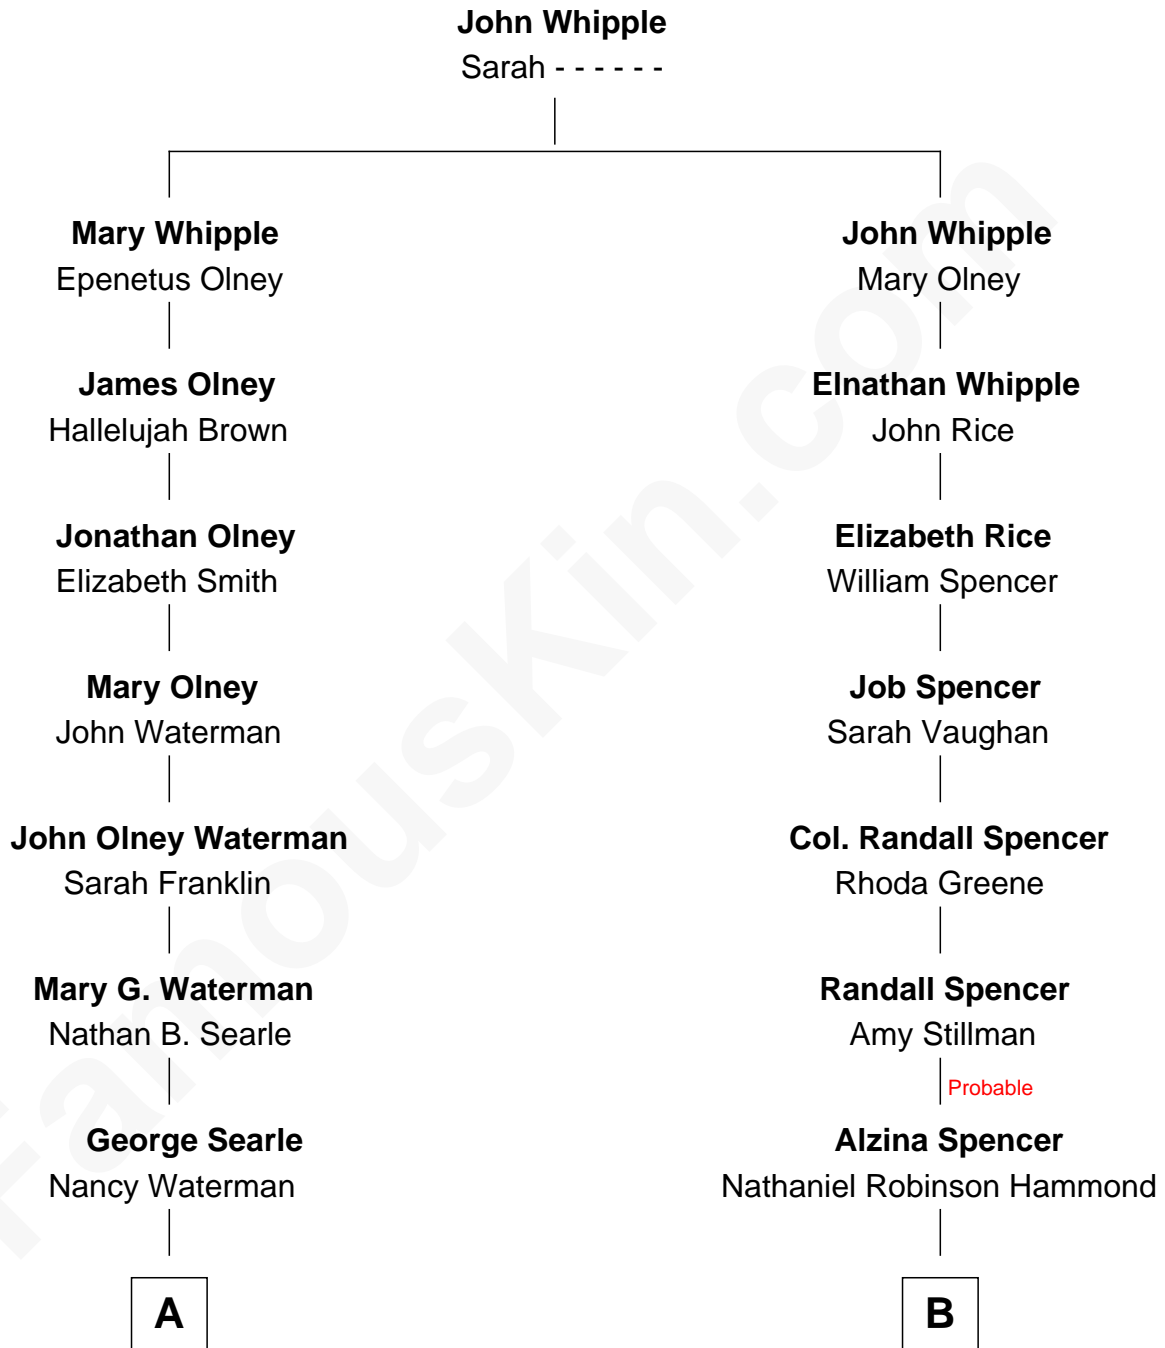 John Whipple
Sarah - - - - - -
Mary Whipple
Epenetus Olney
John Whipple
Mary Olney
James Olney
Hallelujah Brown
Elnathan Whipple
John Rice
Jonathan Olney
Elizabeth Smith
Elizabeth Rice
William Spencer
Mary Olney
John Waterman
Job Spencer
Sarah Vaughan
John Olney Waterman
Sarah Franklin
Col. Randall Spencer
Rhoda Greene
Mary G. Waterman
Nathan B. Searle
Randall Spencer
Amy Stillman
Probable
George Searle
Nancy Waterman
Alzina Spencer
Nathaniel Robinson Hammond
A
B
FamousKin.com